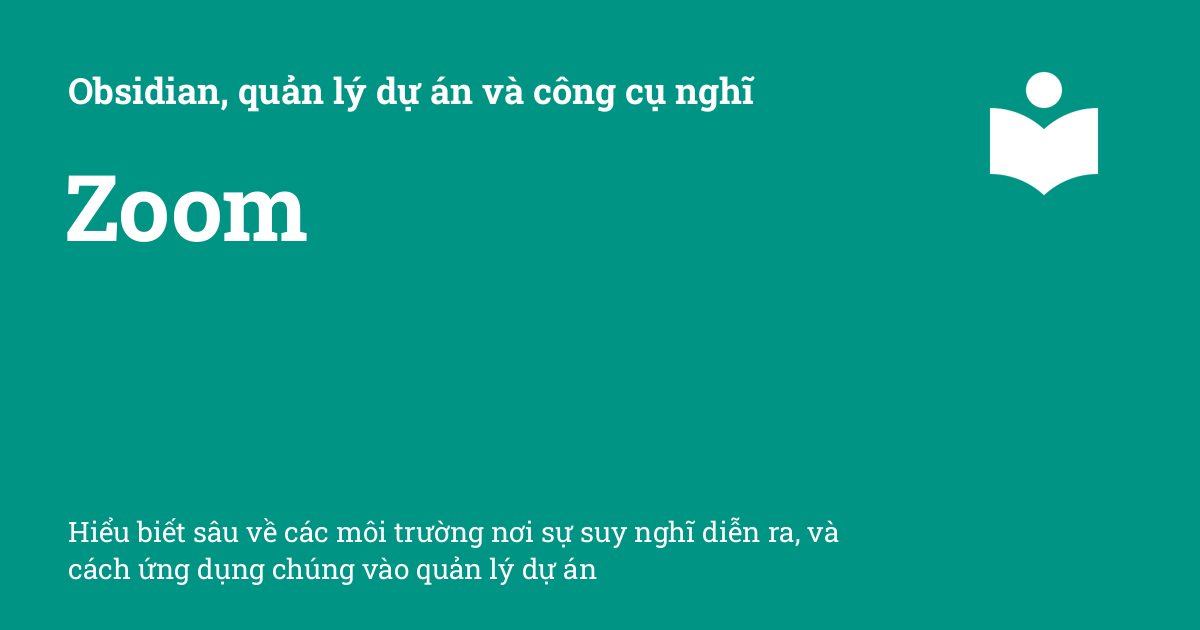 Obsidian, quản lý dự án và công cụ nghĩ
Zoom
Hiểu biết sâu về các môi trường nơi sự suy nghĩ diễn ra, và
cách ứng dụng chúng vào quản lý dự án